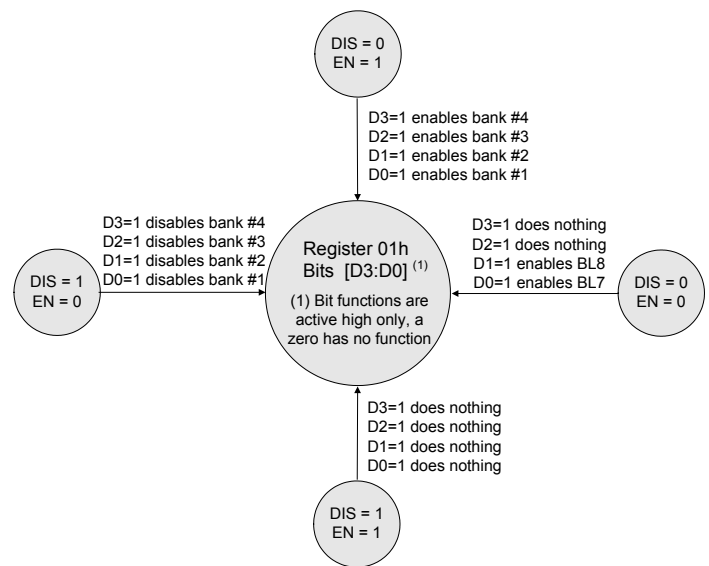 DIS = 0
EN = 1
D3=1 enables bank #4
D2=1 enables bank #3
D1=1 enables bank #2
D0=1 enables bank #1
D3=1 disables bank #4
D2=1 disables bank #3
D1=1 disables bank #2
D0=1 disables bank #1
DIS = 1
EN = 0
Register 01h
Bits [D3:D0] (1)
(1) Bit functions are
active high only, a
zero has no function
D3=1 does nothing
D2=1 does nothing
D1=1 enables BL8
D0=1 enables BL7
DIS = 0
EN = 0
D3=1 does nothing
D2=1 does nothing
D1=1 does nothing
D0=1 does nothing
DIS = 1
EN = 1